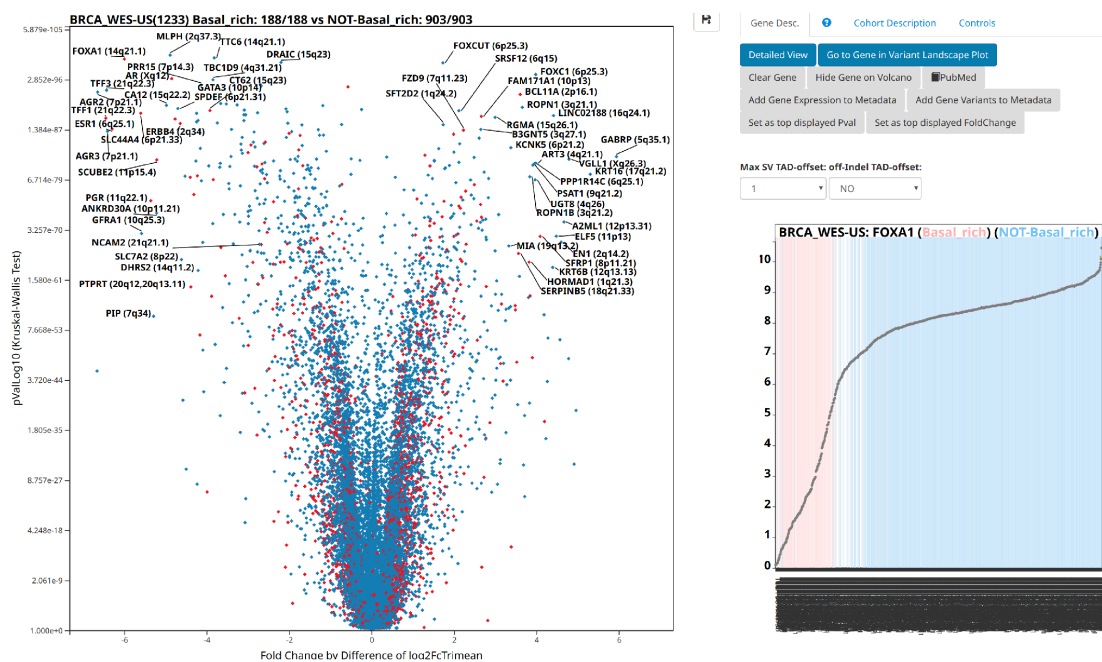 BRCA_WES-US(1233) Basal_rich: 188/188 vs NOT-Basal_rich: 903/903
5.879e-105
2.852e-96
1.384e-87
6.714e-79
3.257e-70
1.580e-61
7.668e-53
3.720e-44
1.805e-35
8.757e-27
4.248e-18
2.061e-9
1.000e+0
pValLog10 (Kruskal-Wallis Test)
MLPH (2q37.3)
TTC6 (14q21.1)
FOXA1 (14q21.1)
DRAIC (15q23)
PRR15 (7p14.3)
TBC1D9 (4q31.21)
AR (Xq12)
CT62 (15q23)
TFF3 (21q22.3)
GATA3 (10p14)
CA12 (15q22.2)
SPDEF (6p21.31)
AGR2 (7p21.1)
TFF1 (21q22.3)
ESR1 (6q25.1)
ERBB4 (2q34)
SLC44A4 (6p21.33)
AGR3 (7p21.1)
SCUBE2 (11p15.4)
PGR (11q22.1)
ANKRD30A (10p11.21)
GFRA1 (10q25.3)
NCAM2 (21q21.1)
SLC7A2 (8p22)
DHRS2 (14q11.2)
PTPRT (20q12,20q13.11)
PIP (7q34)
FOXCUT (6p25.3)
SRSF12 (6q15)
FOXC1 (6p25.3)
FZD9 (7q11.23)
FAM171A1 (10p13)
SFT2D2 (1q24.2)
BCL11A (2p16.1)
ROPN1 (3q21.1)
LINC02188 (16q24.1)
RGMA (15q26.1)
B3GNT5 (3q27.1)
GABRP (5q35.1)
KCNK5 (6p21.2)
ART3 (4q21.1)
VGLL1 (Xq26.3)
KRT16 (17q21.2)
PPP1R14C (6q25.1)
PSAT1 (9q21.2)
UGT8 (4q26)
ROPN1B (3q21.2)
A2ML1 (12p13.31)
ELF5 (11p13)
MIA (19q13.2)
EN1 (2q14.2)
SFRP1 (8p11.21)
KRT6B (12q13.13)
HORMAD1 (1q21.3)
SERPINB5 (18q21.33)
-6 -4 -2 0 2 4 6
Fold Change by Difference of log2FcTrimean
Gene Desc. Cohort Description Controls
Detailed View Go to Gene in Variant Landscape Plot
Clear Gene Hide Gene on Volcano PubMed
Add Gene Expression to Metadata Add Gene Variants to Metadata
Set as top displayed Pval Set as top displayed FoldChange
Max SV TAD-offset: off-Indel TAD-offset:
1 NO
BRCA_WES-US: FOXA1 (Basal_rich) (NOT-Basal_rich)
10
9
8
7
6
5
4
3
2
1
0